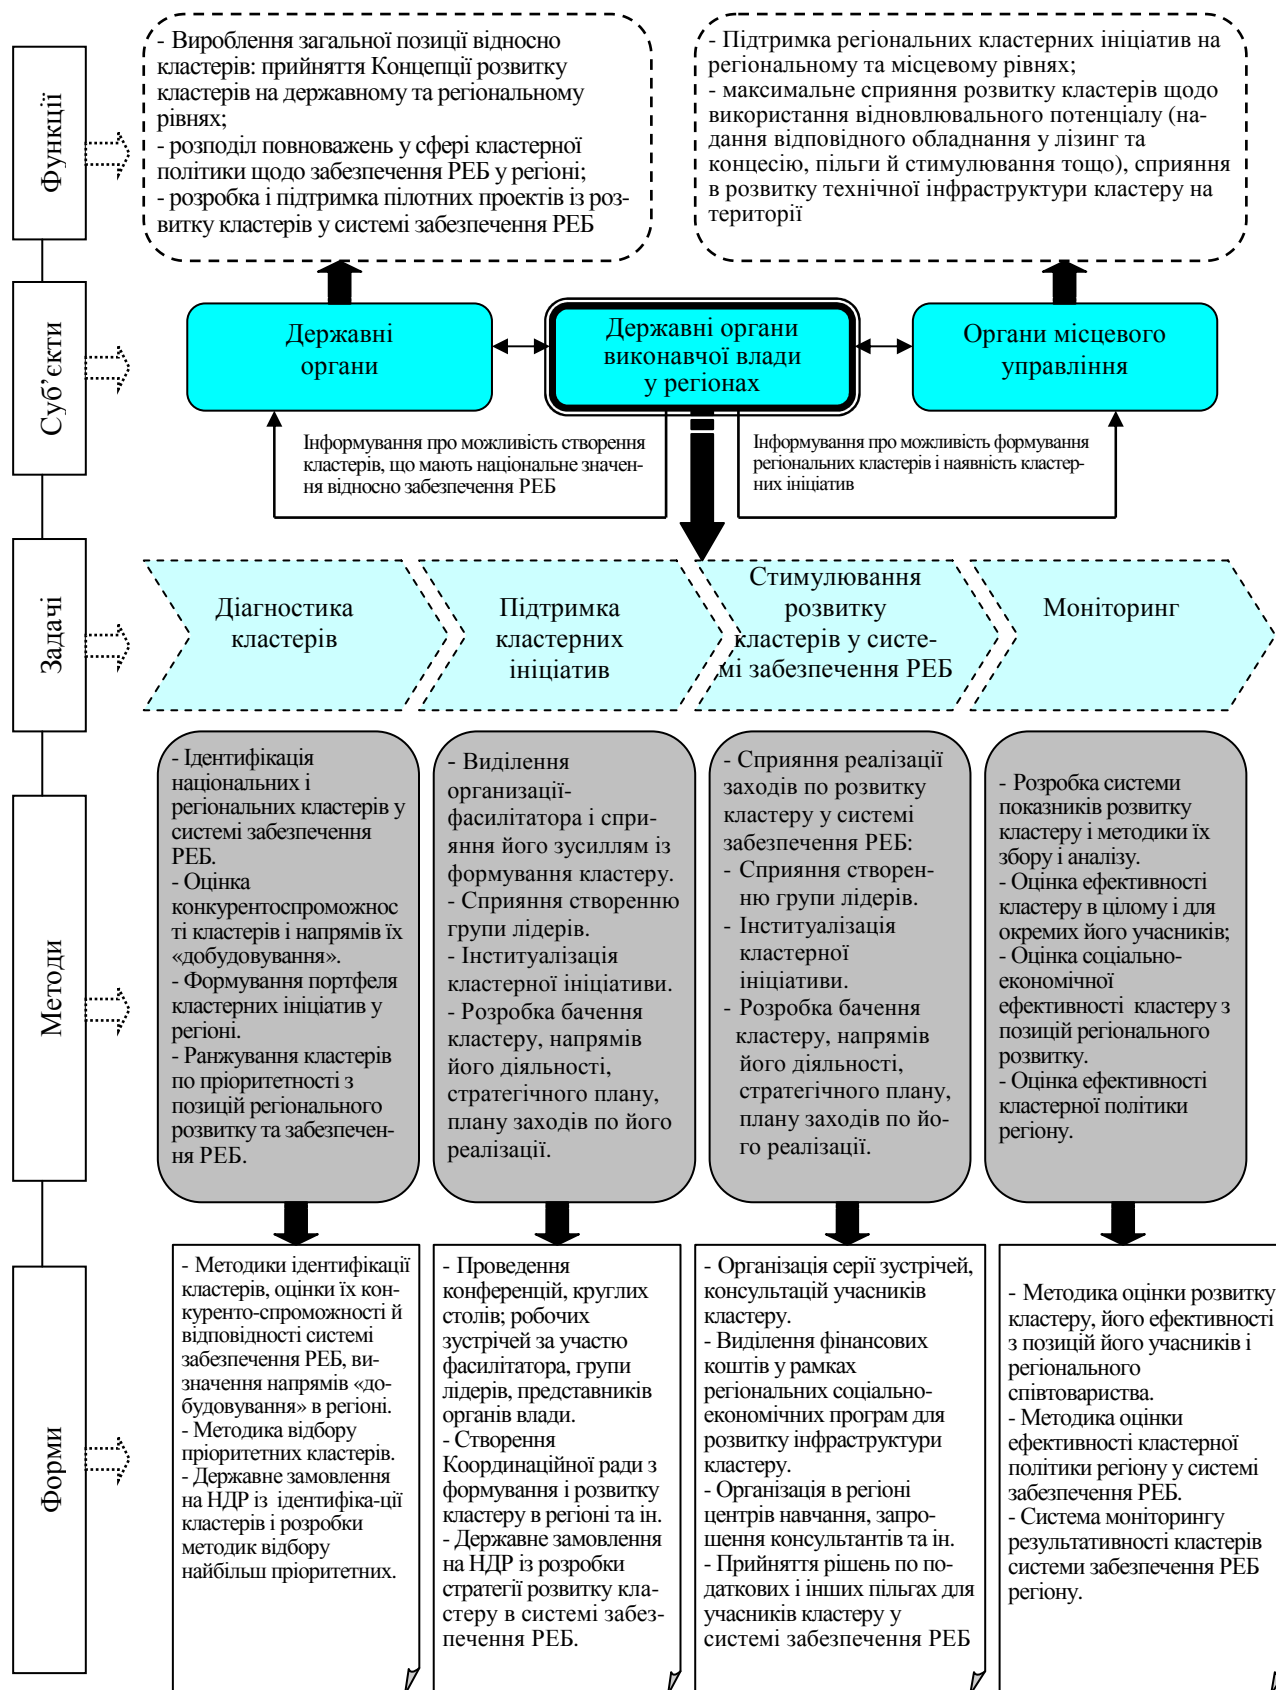 Функції
- Вироблення загальної позиції відносно
кластерів: прийняття Концепції розвитку
кластерів на державному та регіональному
рівнях;
- розподіл повноважень у сфері кластерної
політики щодо забезпечення РЕБ у регіоні;
- розробка і підтримка пілотних проектів із роз-
витку кластерів у системі забезпечення РЕБ
- Підтримка регіональних кластерних ініціатив на
регіональному та місцевому рівнях;
- максимальне сприяння розвитку кластерів щодо
використання відновлювального потенціалу (на-
дання відповідного обладнання у лізинг та
концесію, пільги й стимулювання тощо), сприяння
в розвитку технічної інфраструктури кластеру на
території
Суб’єкти
Державні
органи
Державні органи
виконавчої влади
у регіонах
Органи місцевого
управління
Інформування про можливість створення
кластерів, що мають національне значен-
ня відносно забезпечення РЕБ
Інформування про можливість формування
регіональних кластерів і наявність кластер-
них ініціатив
Задачі
Діагностика
кластерів
Підтримка
кластерних
ініціатив
Стимулювання
розвитку
кластерів у систе-
мі забезпечення РЕБ
Моніторинг
Методи
- Ідентифікація
національних і
регіональних кластерів у
системі забезпечення
РЕБ.
- Оцінка
конкурентоспроможнос
ті кластерів і напрямів їх
«добудовування».
- Формування портфеля
кластерних ініціатив у
регіоні.
- Ранжування кластерів
по пріоритетності з
позицій регіонального
розвитку та забезпечен-
ня РЕБ.
- Виділення
організації-
фасилітатора і спри-
яння його зусиллям із
формування кластеру.
- Сприяння створенню
групи лідерів.
- Інституалізація
кластерної ініціативи.
- Розробка бачення
кластеру, напрямів
його діяльності,
стратегічного плану,
плану заходів по його
реалізації.
- Сприяння реалізації
заходів по розвитку
кластеру у системі
забезпечення РЕБ:
- Сприяння створен-
ню групи лідерів.
- Інституалізація
кластерної
ініціативи.
- Розробка бачення
кластеру, напрямів
його діяльності,
стратегічного плану,
плану заходів по йо-
го реалізації.
- Розробка системи
показників розвитку
кластеру і методики їх
збору і аналізу.
- Оцінка ефективності
кластеру в цілому і для
окремих його учасників;
- Оцінка соціально-
економічної
ефективності кластеру з
позицій регіонального
розвитку.
- Оцінка ефективності
кластерної політики
регіону.
Форми
- Методики ідентифікації
кластерів, оцінки їх кон-
куренто-спроможності й
відповідності системі
забезпечення РЕБ, ви-
значення напрямів «до-
будовування» в регіоні.
- Методика відбору
пріоритетних кластерів.
- Державне замовлення
на НДР із ідентифіка-ції
кластерів і розробки
методик відбору
найбільш пріоритетних.
- Проведення
конференцій, круглих
столів; робочих
зустрічей за участю
фасилітатора, групи
лідерів, представників
органів влади.
- Створення
Координаційної ради з
формування і розвитку
кластеру в регіоні та ін.
- Державне замовлення
на НДР із розробки
стратегії розвитку кла-
стеру в системі забез-
печення РЕБ.
- Організація серії зустрічей,
консультацій учасників
кластеру.
- Виділення фінансових
коштів у рамках
регіональних соціально-
економічних програм для
розвитку інфраструктури
кластеру.
- Організація в регіоні
центрів навчання, запро-
шення консультантів та ін.
- Прийняття рішень по по-
даткових і інших пільгах для
учасників кластеру у
системі забезпечення РЕБ
- Методика оцінки розвитку
кластеру, його ефективності
з позицій його учасників і
регіонального
співтовариства.
- Методика оцінки
ефективності кластерної
політики регіону у системі
забезпечення РЕБ.
- Система моніторингу
результативності кластерів
системи забезпечення РЕБ
регіону.